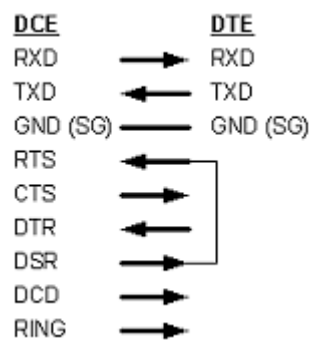 DCE DTE
RXD RXD
TXD TXD
GND (SG) GND (SG)
RTS
CTS
DTR
DSR
DCD
RING